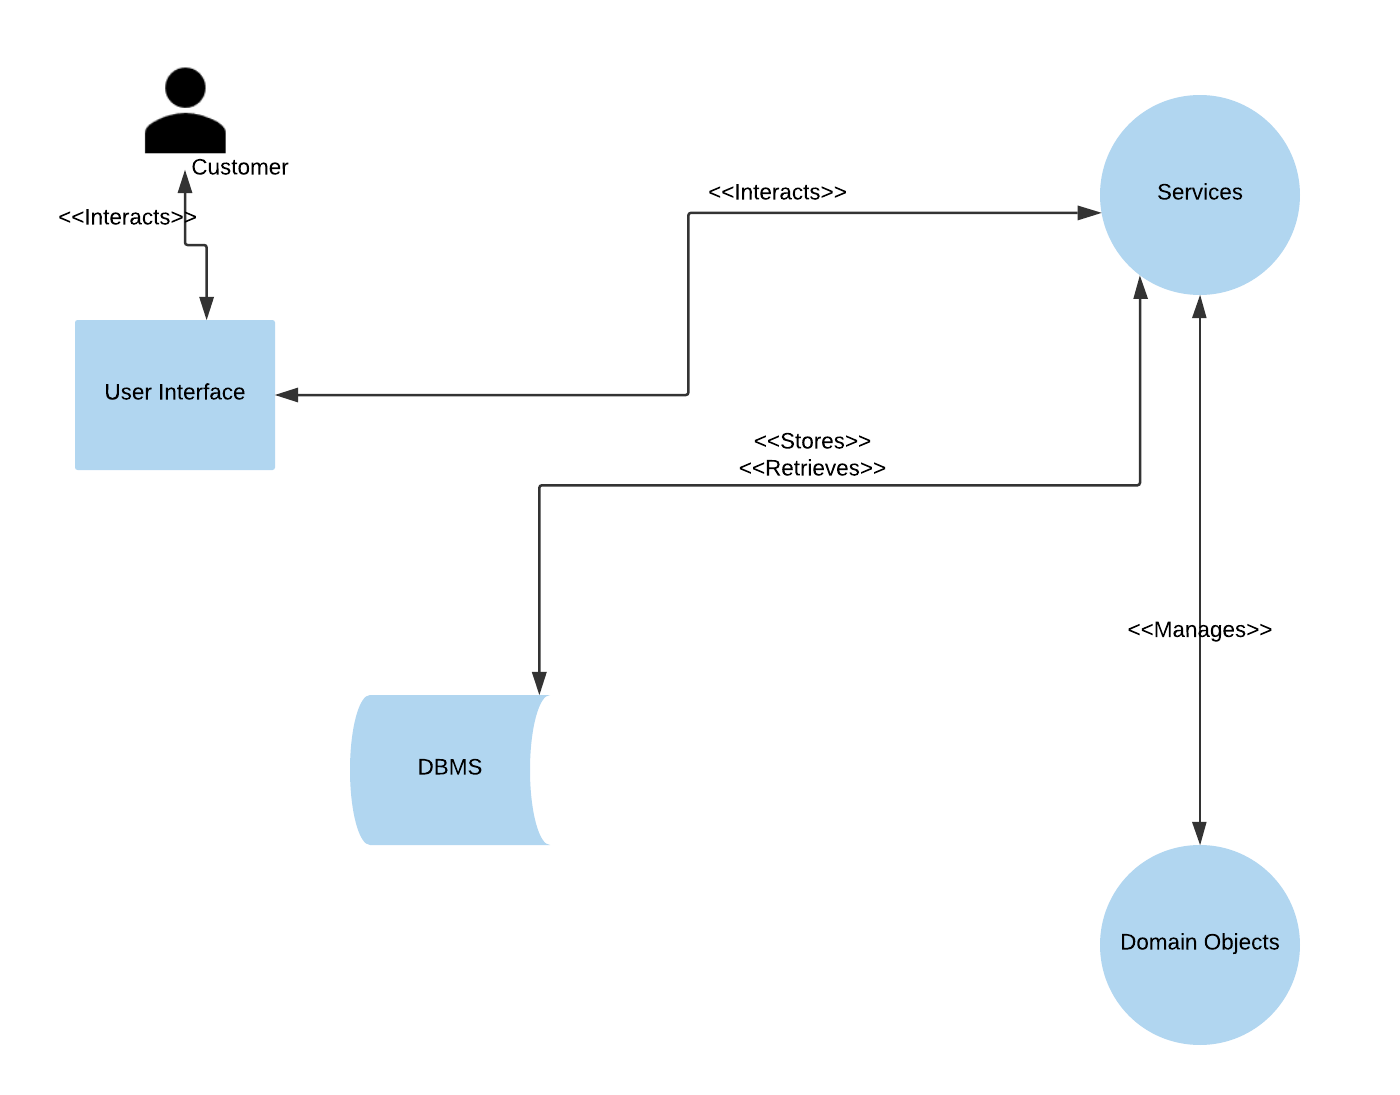 Customer
<<Interacts>>
<<Interacts>>
Services
User Interface
<<Stores>>
<<Retrieves>>
<<Manages>>
DBMS
Domain Objects